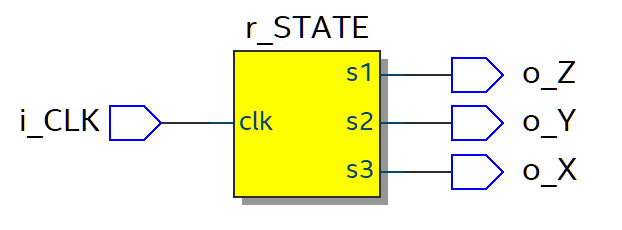 r_STATE
s1 o_Z
i_CLK clk s2 o_Y
s3 o_X